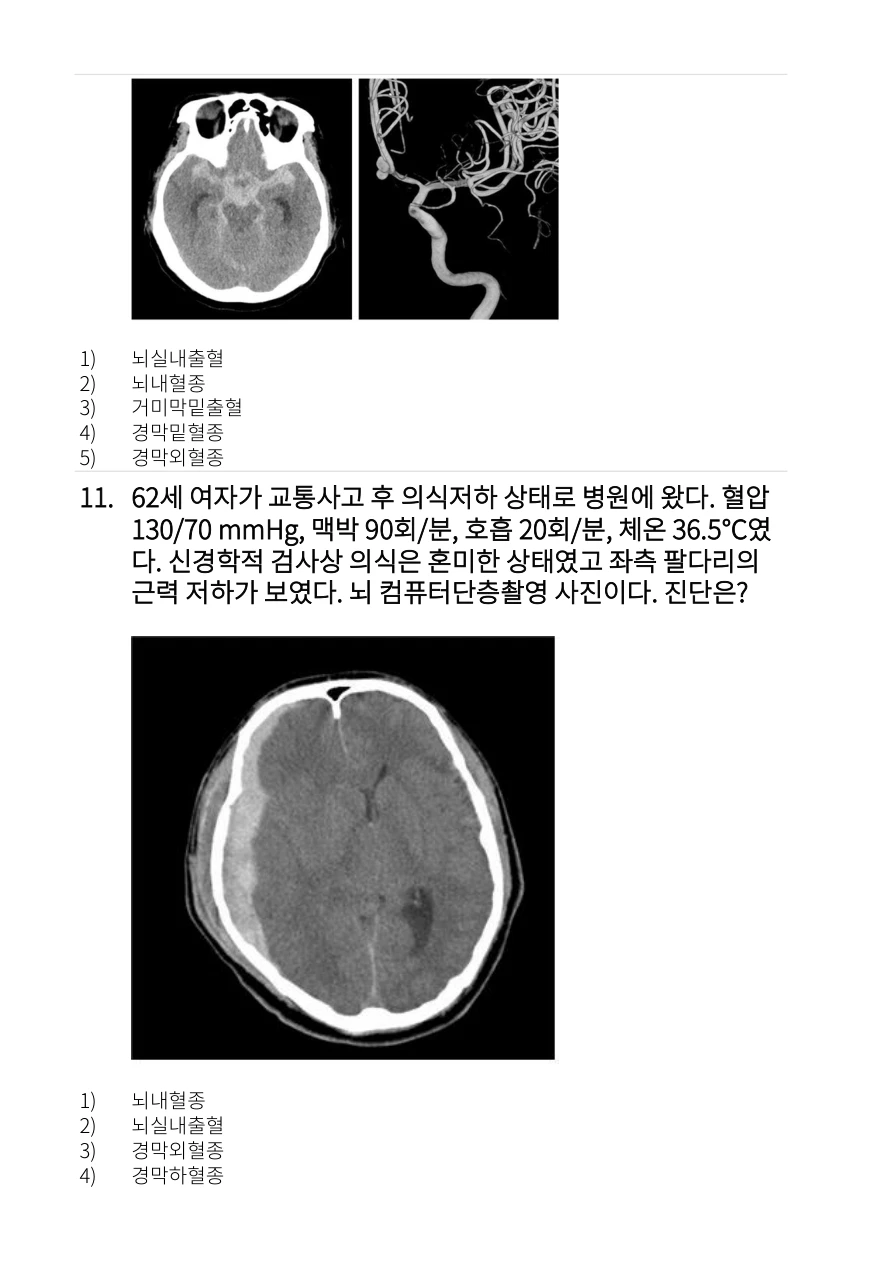 1) 뇌실내출혈
2) 뇌내혈종
3) 거미막밑출혈
4) 경막밑혈종
5) 경막외혈종
11. 62세 여자가 교통사고 후 의식저하 상태로 병원에 왔다. 혈압
130/70 mmHg, 맥박 90회/분, 호흡 20회/분, 체온 36.5℃였
다. 신경학적 검사상 의식은 혼미한 상태였고 좌측 팔다리의
근력 저하가 보였다. 뇌 컴퓨터단층촬영 사진이다. 진단은?
1) 뇌내혈종
2) 뇌실내출혈
3) 경막외혈종
4) 경막하혈종